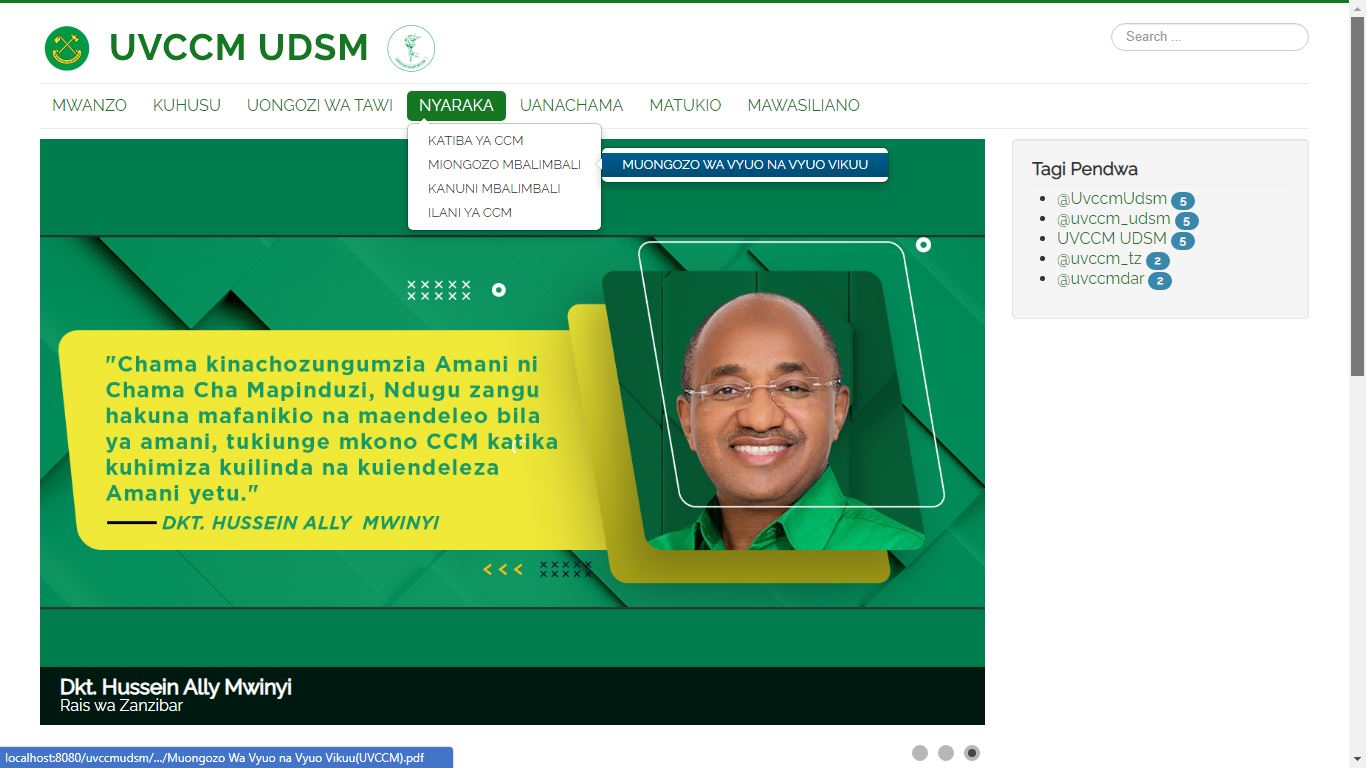 UVCCM UDSM
Search ...
MWANZO KUHUSU UONGOZI WA TAWI NYARAKA UANACHAMA MATUKIO MAWASILIANO
KATIBA YA CCM
MIONGOZO MBALIMBALI
MUONGOZO WA VYUO NA VYUO VIKUU
KANUNI MBALIMBALI
ILANI YA CCM
"Chama kinachozungumzia Amani ni
Chama Cha Mapinduzi, Ndugu zangu
hakuna mafanikio na maendeleo bila
ya amani, tukiunge mkono CCM katika
kuhimiza kuilinda na kuiendeleza
Amani yetu."
DKT. HUSSEIN ALLY MWINYI
Dkt. Hussein Ally Mwinyi
Rais wa Zanzibar
Tagi Pendwa
@UvccmUdsm 5
@uvccm_udsm 5
UVCCM UDSM 5
@uvccm_tz 2
@uvccmdar 2
localhost:8080/uvccmudsm/.../Muongozo Wa Vyuo na Vyuo Vikuu(UVCCM).pdf